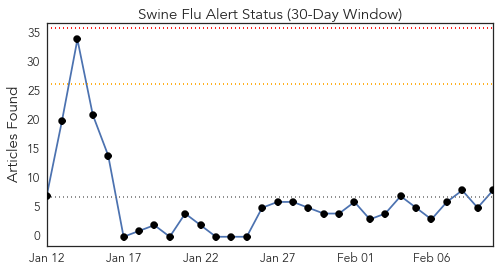 Swine Flu Alert Status (30-Day Window)
Articles Found
35
30
25
20
15
10
5
0
Jan 12 Jan 17 Jan 22 Jan 27 Feb 01 Feb 06